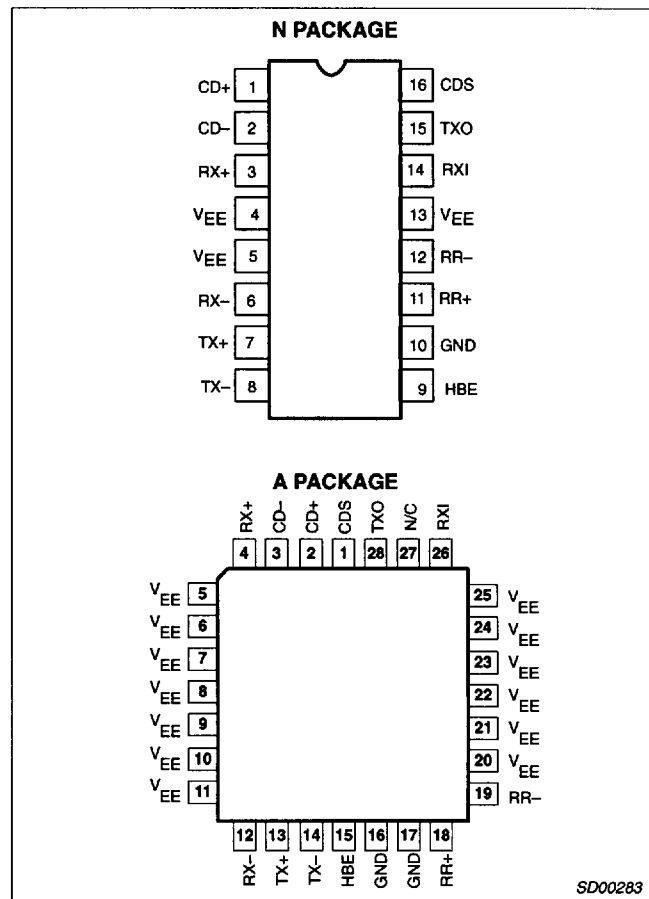 N PACKAGE
CD+ 1 16 CDS
CD– 2 15 TXO
RX+ 3 14 RXI
VEE 4 13 VEE
VEE 5 12 RR–
RX– 6 11 RR+
TX+ 7 10 GND
TX– 8 9 HBE
A PACKAGE
RX+ CD– CD+ CDS TXO N/C RXI
4 3 2 1 28 27 26
VEE 5 25 VEE
VEE 6 24 VEE
VEE 7 23 VEE
VEE 8 22 VEE
VEE 9 21 VEE
VEE 10 20 VEE
VEE 11 19 RR–
12 13 14 15 16 17 18
RX– TX+ TX– HBE GND GND RR+
SD00283